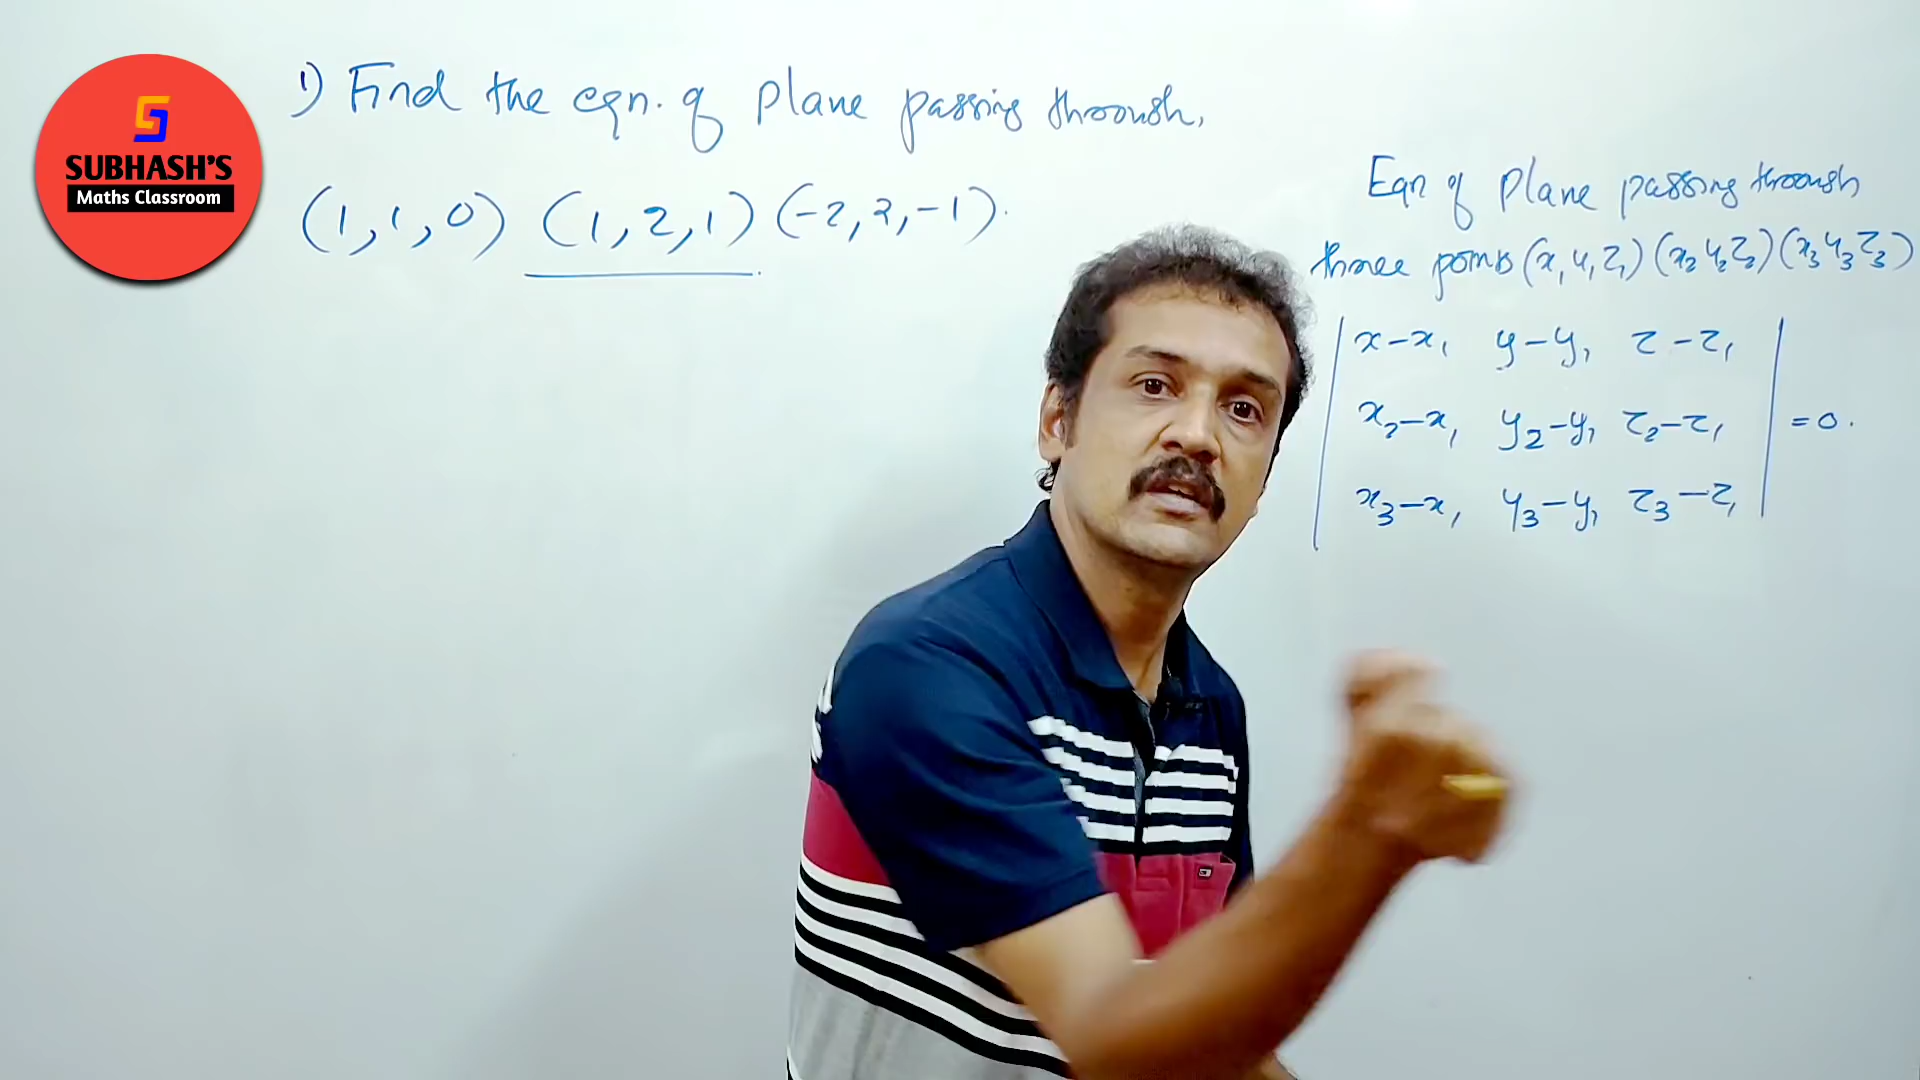 SUBHASH'S
Maths Classroom
1) Find the eqn. of plane passing through,
(1,1,0) (1,2,1) (-2,2,-1).
Eqn of plane passing through
three points (x₁ y₁ z₁) (x₂ y₂ z₂) (x₃ y₃ z₃)
| x-x₁ y-y₁ z-z₁ |
| x₂-x₁ y₂-y₁ z₂-z₁ | =0.
| x₃-x₁ y₃-y₁ z₃-z₁ |